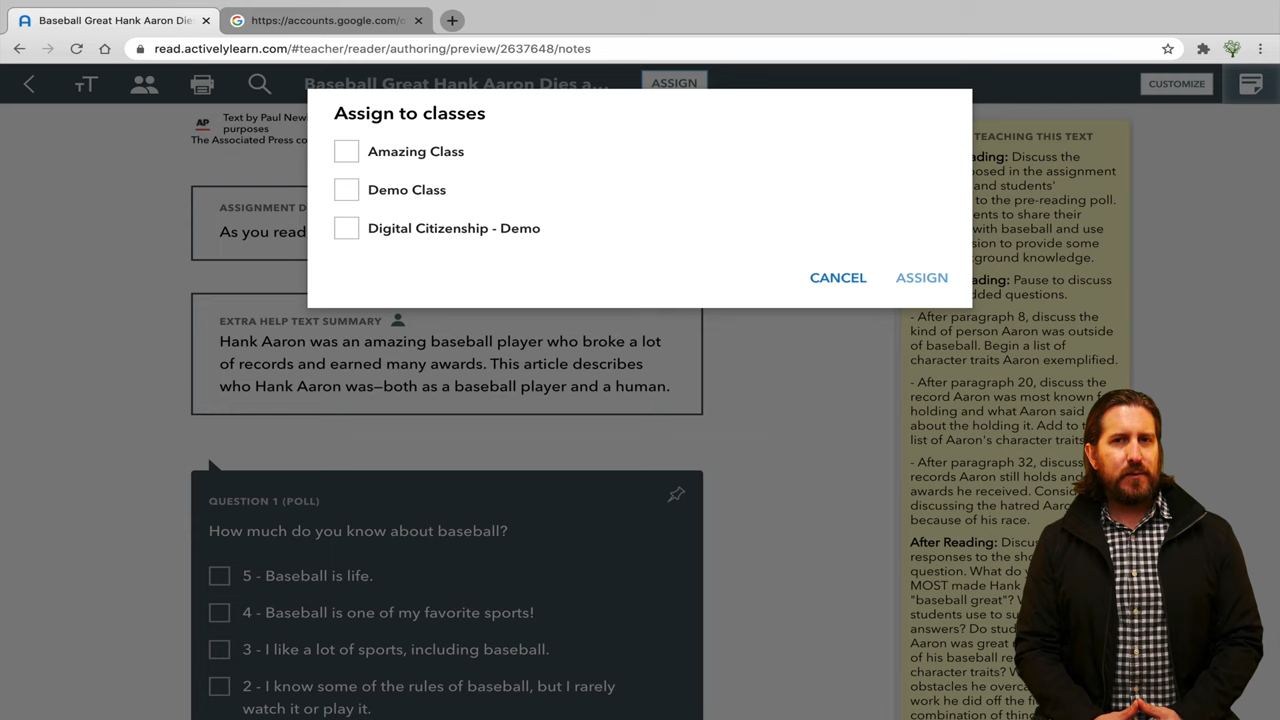 Baseball Great Hank Aaron Die
https://accounts.google.com/o
read.activelylearn.com/#teacher/reader/authoring/preview/2637648/notes
Baseball Great Hank Aaron Dies a...
ASSIGN
CUSTOMIZE
AP
Text by Paul New
purposes
The Associated Press co
Assign to classes
Amazing Class
Demo Class
Digital Citizenship - Demo
CANCEL
ASSIGN
ASSIGNMENT D
As you read
EXTRA HELP TEXT SUMMARY
Hank Aaron was an amazing baseball player who broke a lot
of records and earned many awards. This article describes
who Hank Aaron was—both as a baseball player and a human.
QUESTION 1 (POLL)
How much do you know about baseball?
5 - Baseball is life.
4 - Baseball is one of my favorite sports!
3 - I like a lot of sports, including baseball.
2 - I know some of the rules of baseball, but I rarely
watch it or play it.
TEACHING THIS TEXT
ading: Discuss the
posed in the assignment
and students'
to the pre-reading poll.
ents to share their
with baseball and use
sion to provide some
ground knowledge.
ading: Pause to discuss
dded questions.
- After paragraph 8, discuss the
kind of person Aaron was outside
of baseball. Begin a list of
character traits Aaron exemplified.
- After paragraph 20, discuss the
record Aaron was most known f
holding and what Aaron said
about the holding it. Add to t
list of Aaron's character traits
- After paragraph 32, discus
records Aaron still holds and
awards he received. Consid
discussing the hatred Aaro
because of his race.
After Reading: Discu
responses to the sho
question. What do y
MOST made Hank
"baseball great"? V
students use to su
answers? Do stud
Aaron was great
of his baseball re
character traits? W
obstacles he overca
work he did off the fi
combination of thing